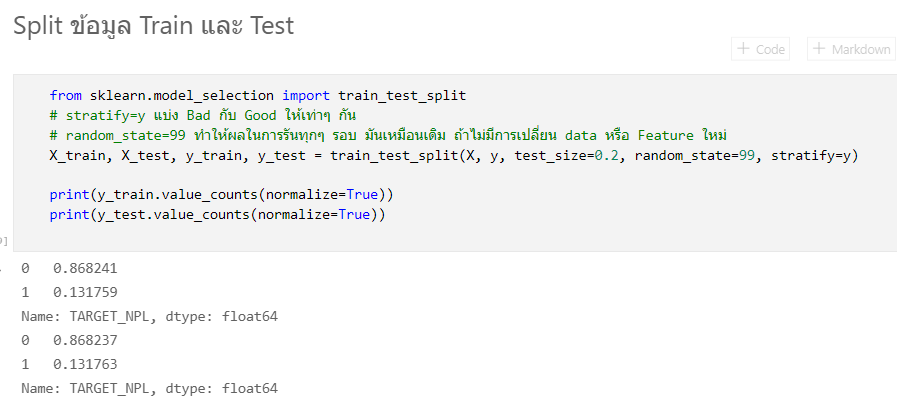 Split ข้อมูล Train และ Test
+ Code + Markdown
from sklearn.model_selection import train_test_split
# stratify=y แบ่ง Bad กับ Good ให้เท่าๆ กัน
# random_state=99 ทำให้ผลในการรันทุกๆ รอบ มันเหมือนเดิม ถ้าไม่มีการเปลี่ยน data หรือ Feature ใหม่
X_train, X_test, y_train, y_test = train_test_split(X, y, test_size=0.2, random_state=99, stratify=y)
print(y_train.value_counts(normalize=True))
print(y_test.value_counts(normalize=True))
9]
0 0.868241
1 0.131759
Name: TARGET_NPL, dtype: float64
0 0.868237
1 0.131763
Name: TARGET_NPL, dtype: float64